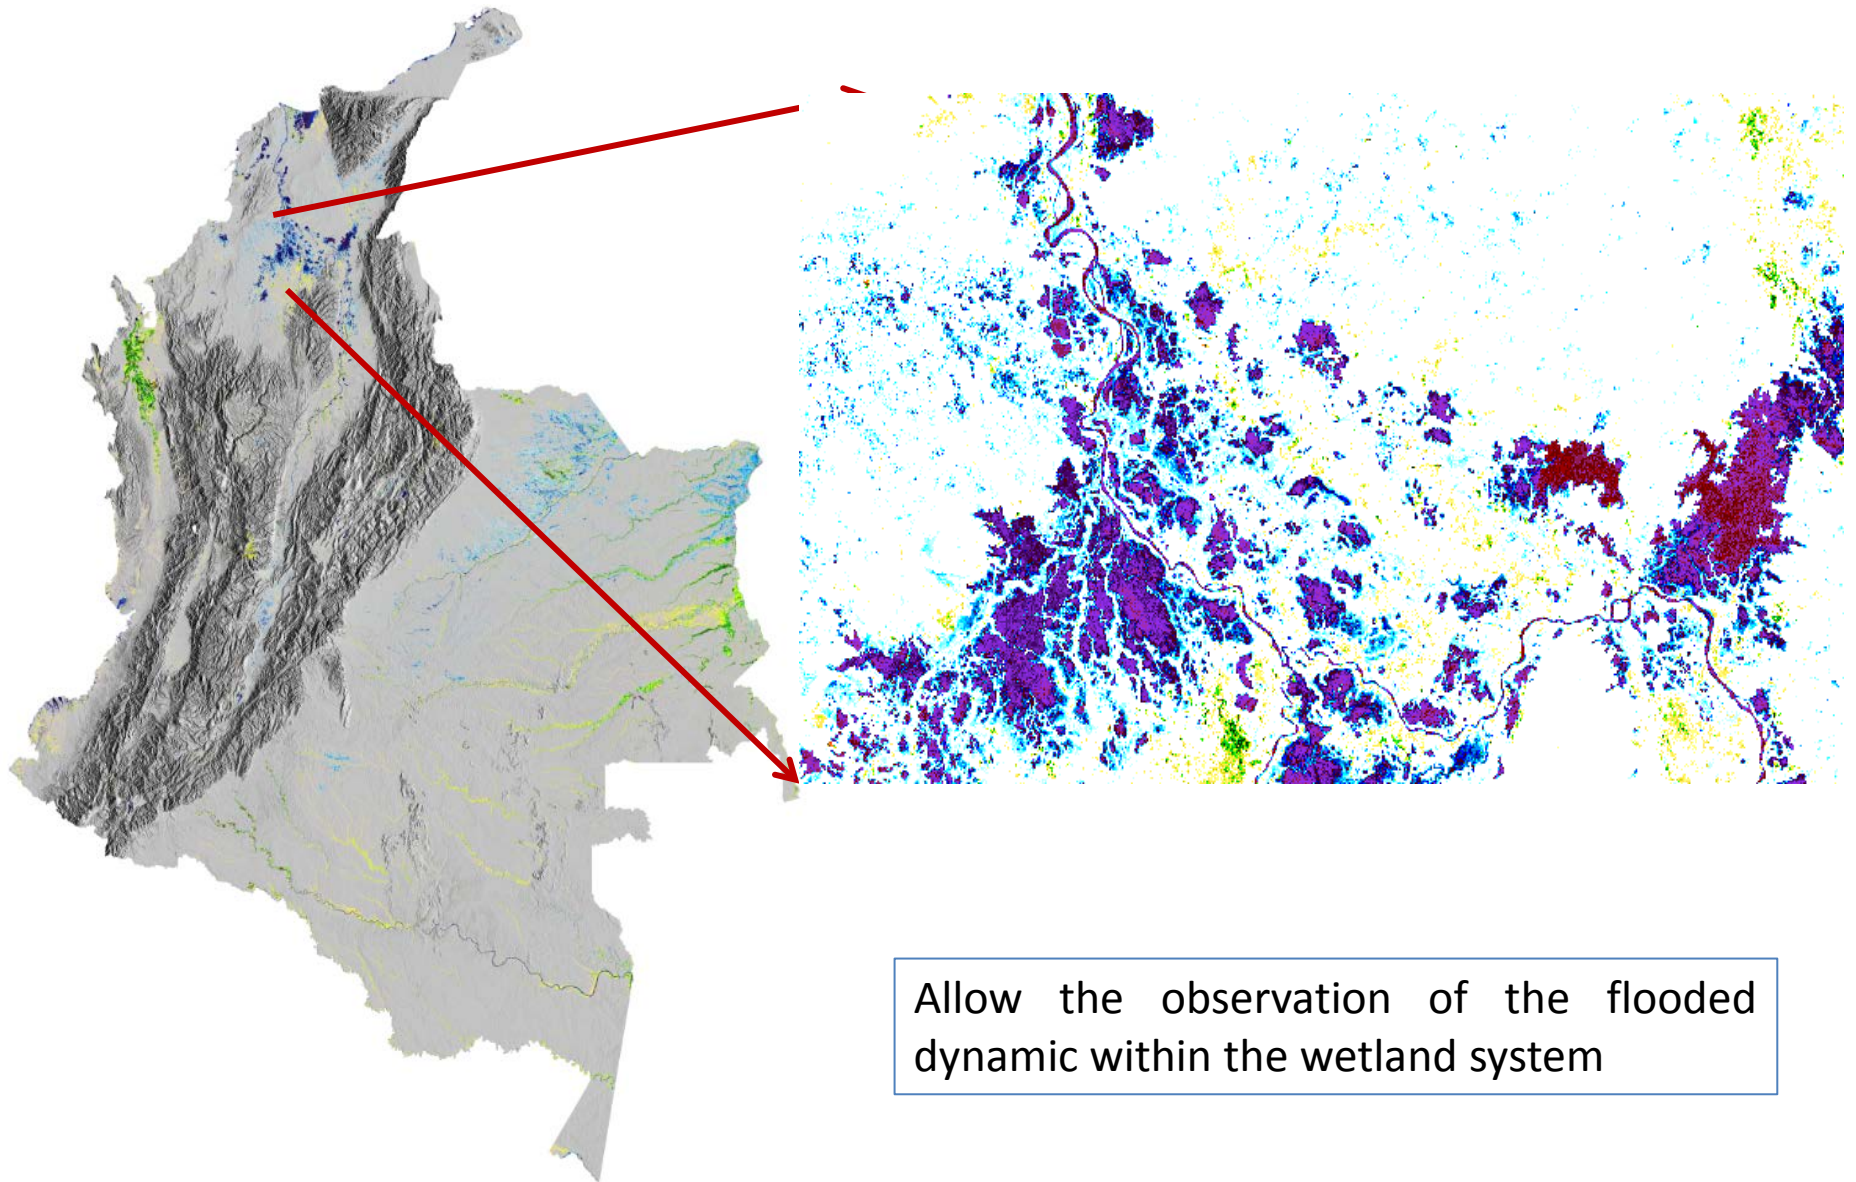 Allow the observation of the flooded
dynamic within the wetland system